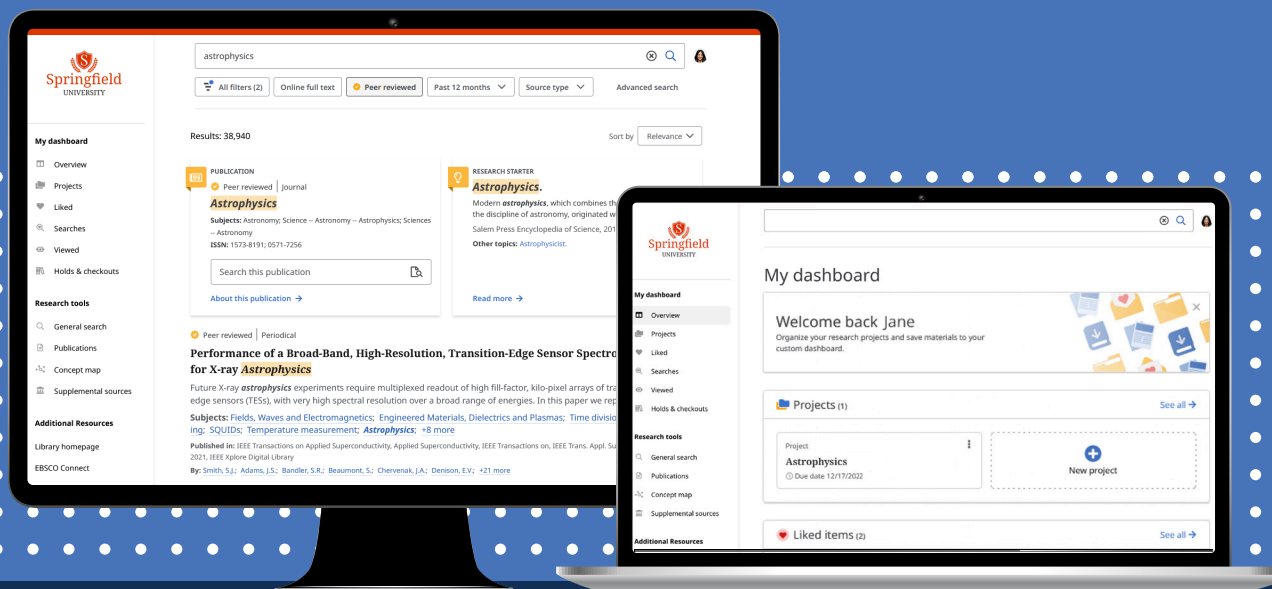 Springfield
UNIVERSITY
My dashboard
Overview
Projects
Liked
Searches
Viewed
Holds & checkouts
Research tools
General search
Publications
Concept map
Supplemental sources
Additional Resources
Library homepage
EBSCO Connect
astrophysics
All filters (2) Online full text Peer reviewed Past 12 months Source type Advanced search
Results: 38,940
Sort by Relevance
PUBLICATION
Peer reviewed | Journal
Astrophysics
Subjects: Astronomy; Science -- Astronomy -- Astrophysics; Sciences
-- Astronomy
ISSN: 1573-8191; 0571-7256
Search this publication
About this publication →
RESEARCH STARTER
Astrophysics.
Modern astrophysics, which combines th
the discipline of astronomy, originated w
Salem Press Encyclopedia of Science, 201
Other topics: Astrophysicist.
Read more →
Peer reviewed | Periodical
Performance of a Broad-Band, High-Resolution, Transition-Edge Sensor Spectro
for X-ray Astrophysics
Future X-ray astrophysics experiments require multiplexed readout of high fill-factor, kilo-pixel arrays of tra
edge sensors (TESs), with very high spectral resolution over a broad range of energies. In this paper we rep
Subjects: Fields, Waves and Electromagnetics; Engineered Materials, Dielectrics and Plasmas; Time divisio
ing; SQUIDs; Temperature measurement; Astrophysics; +8 more
Published in: IEEE Transactions on Applied Superconductivity, Applied Superconductivity, IEEE Transactions on, IEEE Trans. Appl. Su
2021, IEEE Xplore Digital Library
By: Smith, S.J.; Adams, J.S.; Bandler, S.R.; Beaumont, S.; Chervenak, J.A.; Denison, E.V.; +21 more
Springfield
UNIVERSITY
My dashboard
Overview
Projects
Liked
Searches
Viewed
Holds & checkouts
Research tools
General search
Publications
Concept map
Supplemental sources
Additional Resources
My dashboard
Welcome back Jane
Organize your research projects and save materials to your
custom dashboard.
Projects (1)
See all →
Project
Astrophysics
Due date 12/17/2022
New project
Liked items (2)
See all →